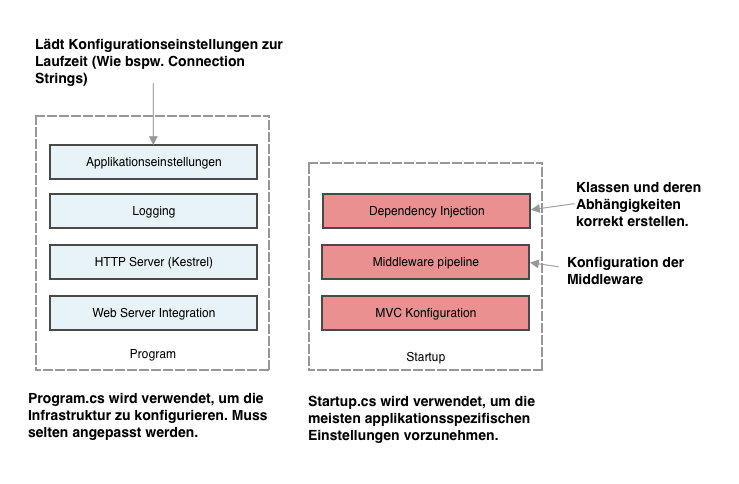 Lädt Konfigurationseinstellungen zur
Laufzeit (Wie bspw. Connection
Strings)
Applikationseinstellungen
Logging
HTTP Server (Kestrel)
Web Server Integration
Program
Program.cs wird verwendet, um die
Infrastruktur zu konfigurieren. Muss
selten angepasst werden.
Dependency Injection
Middleware pipeline
MVC Konfiguration
Startup
Startup.cs wird verwendet, um die
meisten applikationsspezifischen
Einstellungen vorzunehmen.
Klassen und deren
Abhängigkeiten
korrekt erstellen.
Konfiguration der
Middleware